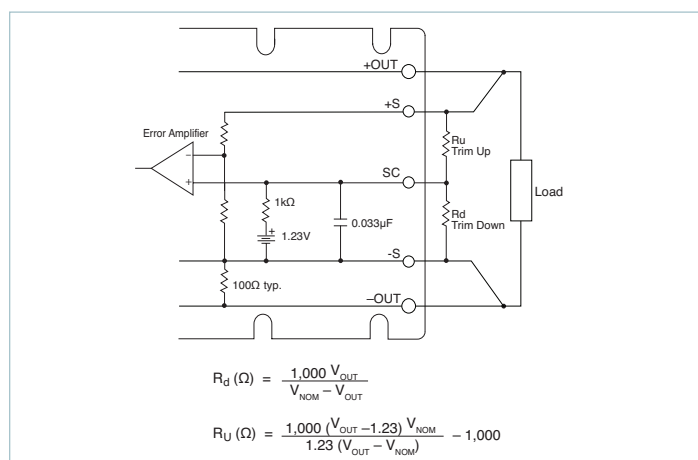 +OUT
+S
Error Amplifier
Ru
Trim Up
–
+
SC
1kΩ
Load
+
0.033µF
Rd
Trim Down
1.23V
-S
100Ω typ.
–OUT
R_d (Ω) = 1,000 V_OUT / V_NOM – V_OUT
R_U (Ω) = 1,000 (V_OUT –1.23) V_NOM / 1.23 (V_OUT – V_NOM) – 1,000